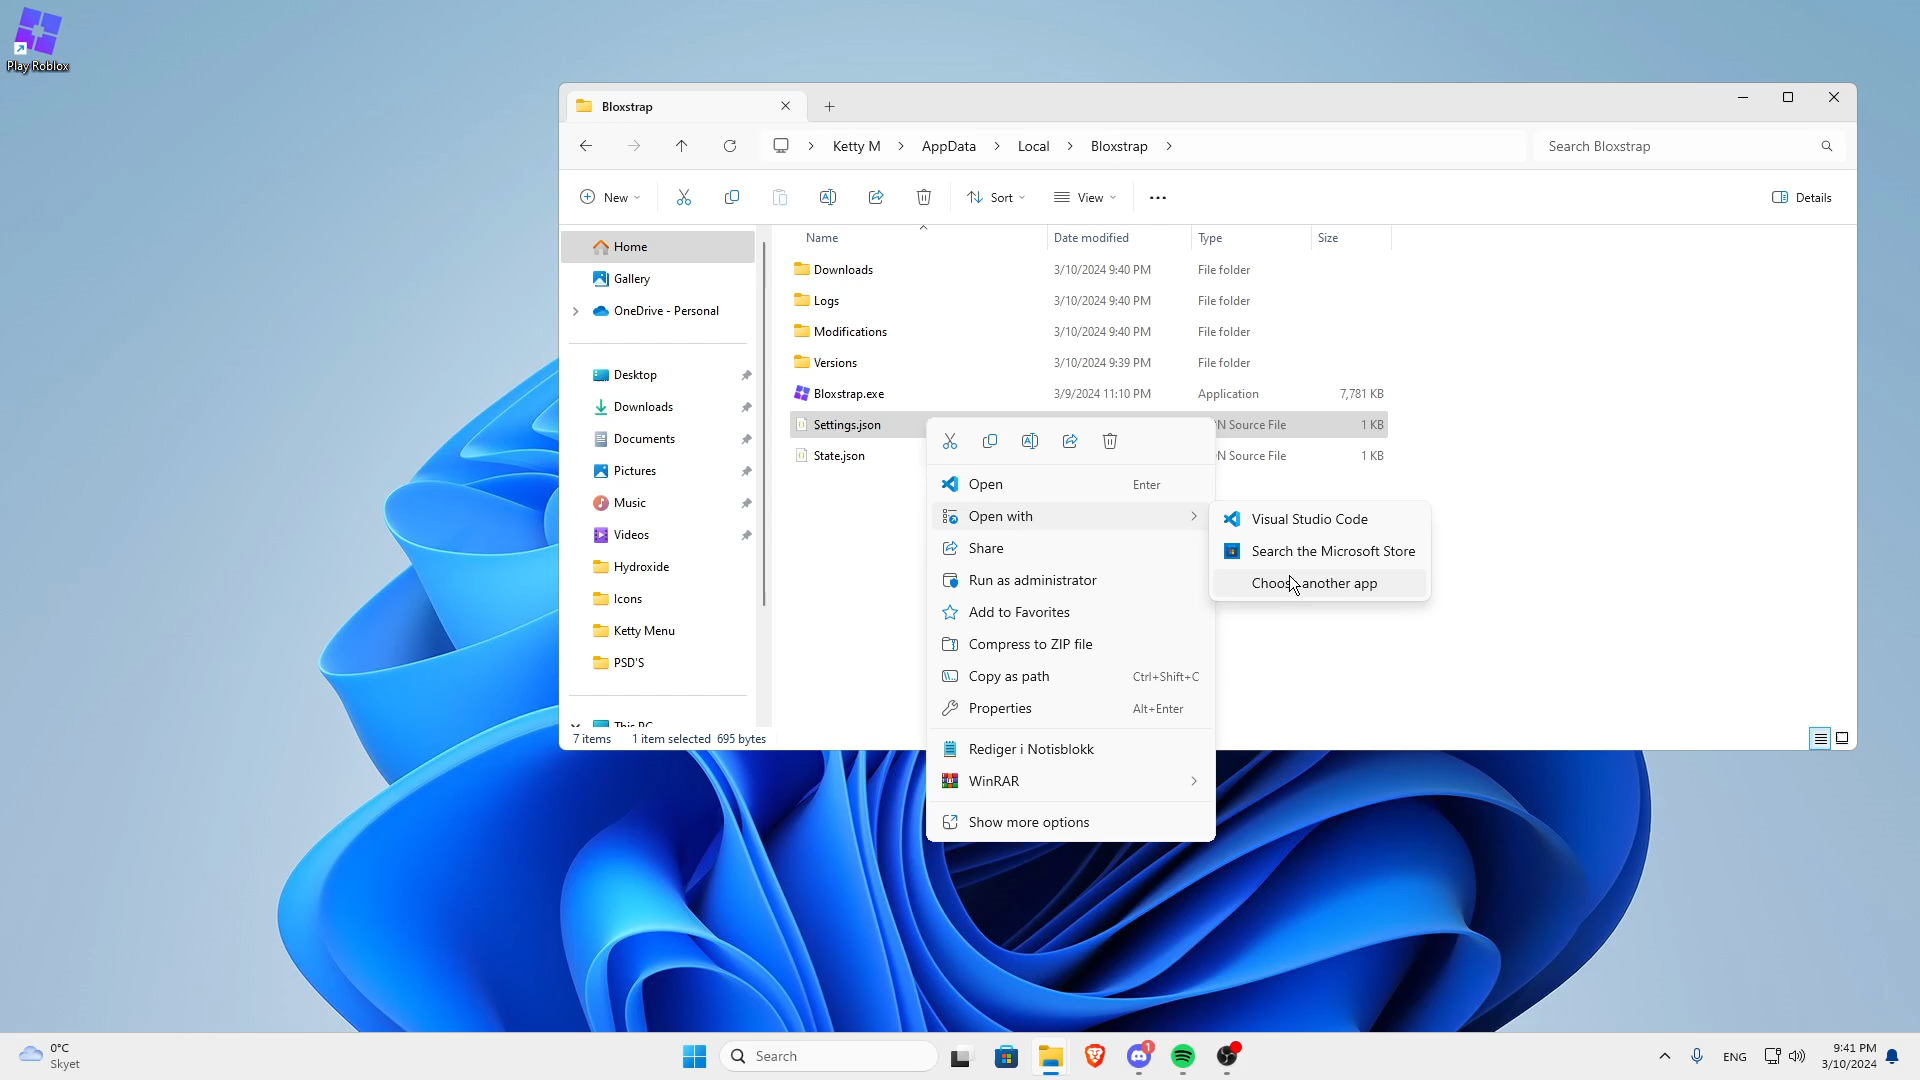 Play Roblox
Bloxstrap
Ketty M > AppData > Local > Bloxstrap >
Search Bloxstrap
New
Sort
View
Details
Home
Gallery
OneDrive - Personal
Desktop
Downloads
Documents
Pictures
Music
Videos
Hydroxide
Icons
Ketty Menu
PSD'S
This PC
Name Date modified Type Size
Downloads 3/10/2024 9:40 PM File folder
Logs 3/10/2024 9:40 PM File folder
Modifications 3/10/2024 9:40 PM File folder
Versions 3/10/2024 9:39 PM File folder
Bloxstrap.exe 3/9/2024 11:10 PM Application 7,781 KB
Settings.json N Source File 1 KB
State.json N Source File 1 KB
Open Enter
Open with
Share
Run as administrator
Add to Favorites
Compress to ZIP file
Copy as path Ctrl+Shift+C
Properties Alt+Enter
Rediger i Notisblokk
WinRAR
Show more options
Visual Studio Code
Search the Microsoft Store
Choose another app
7 items 1 item selected 695 bytes
0°C
Skyet
Search
1
ENG
9:41 PM
3/10/2024